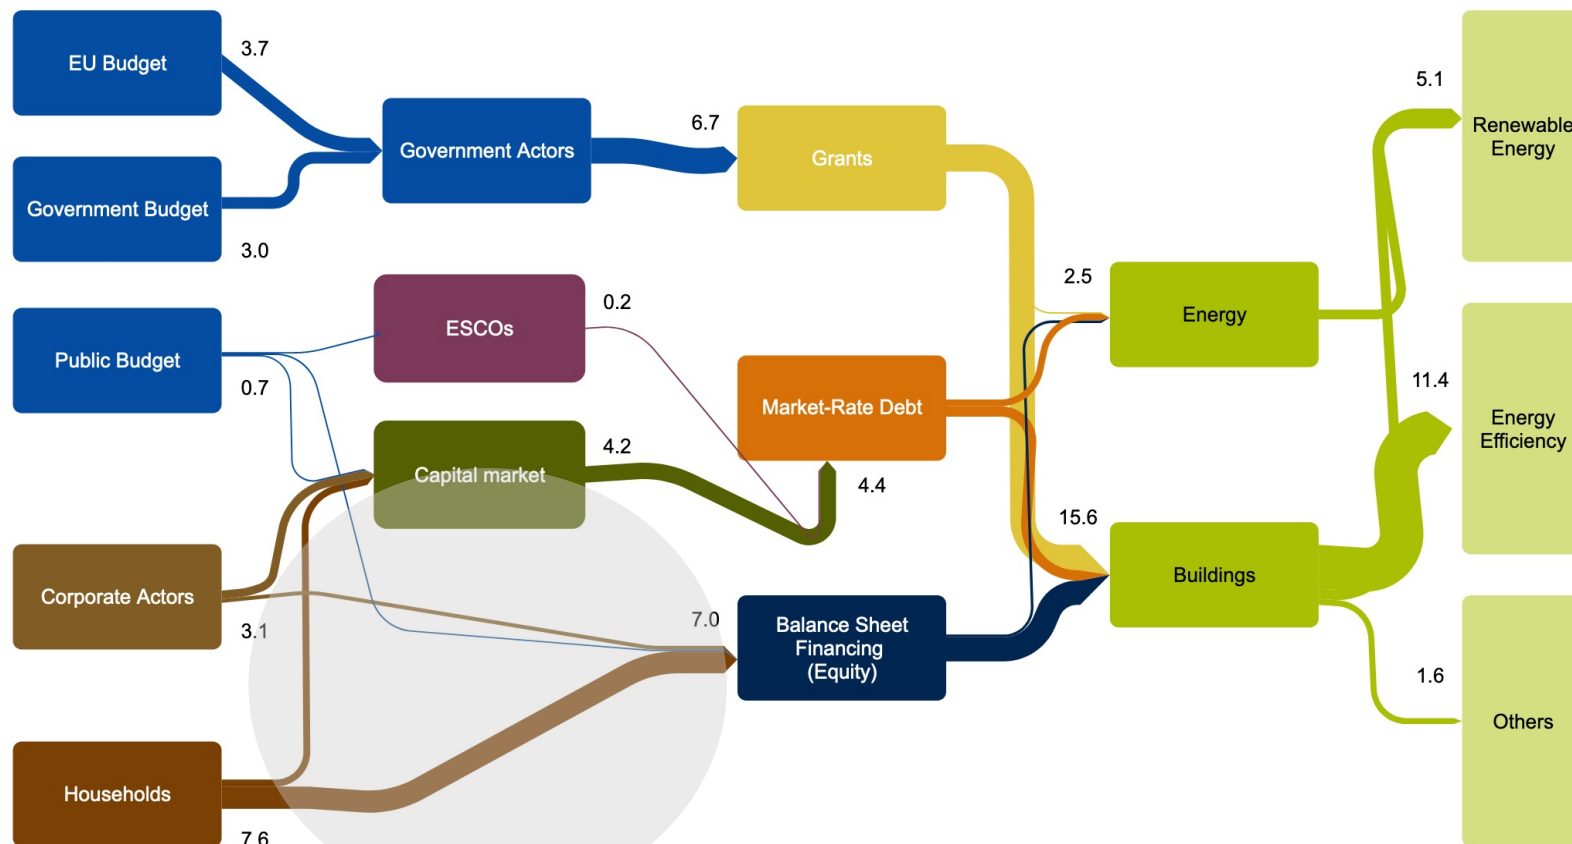 EU Budget
3.7
Government Actors
6.7
Grants
5.1
Renewable
Energy
Government Budget
3.0
Public Budget
0.7
ESCOs
0.2
2.5
Energy
Market-Rate Debt
4.4
11.4
Energy
Efficiency
Capital market
4.2
15.6
Buildings
Corporate Actors
3.1
7.0
Balance Sheet
Financing
(Equity)
1.6
Others
Households
7.6